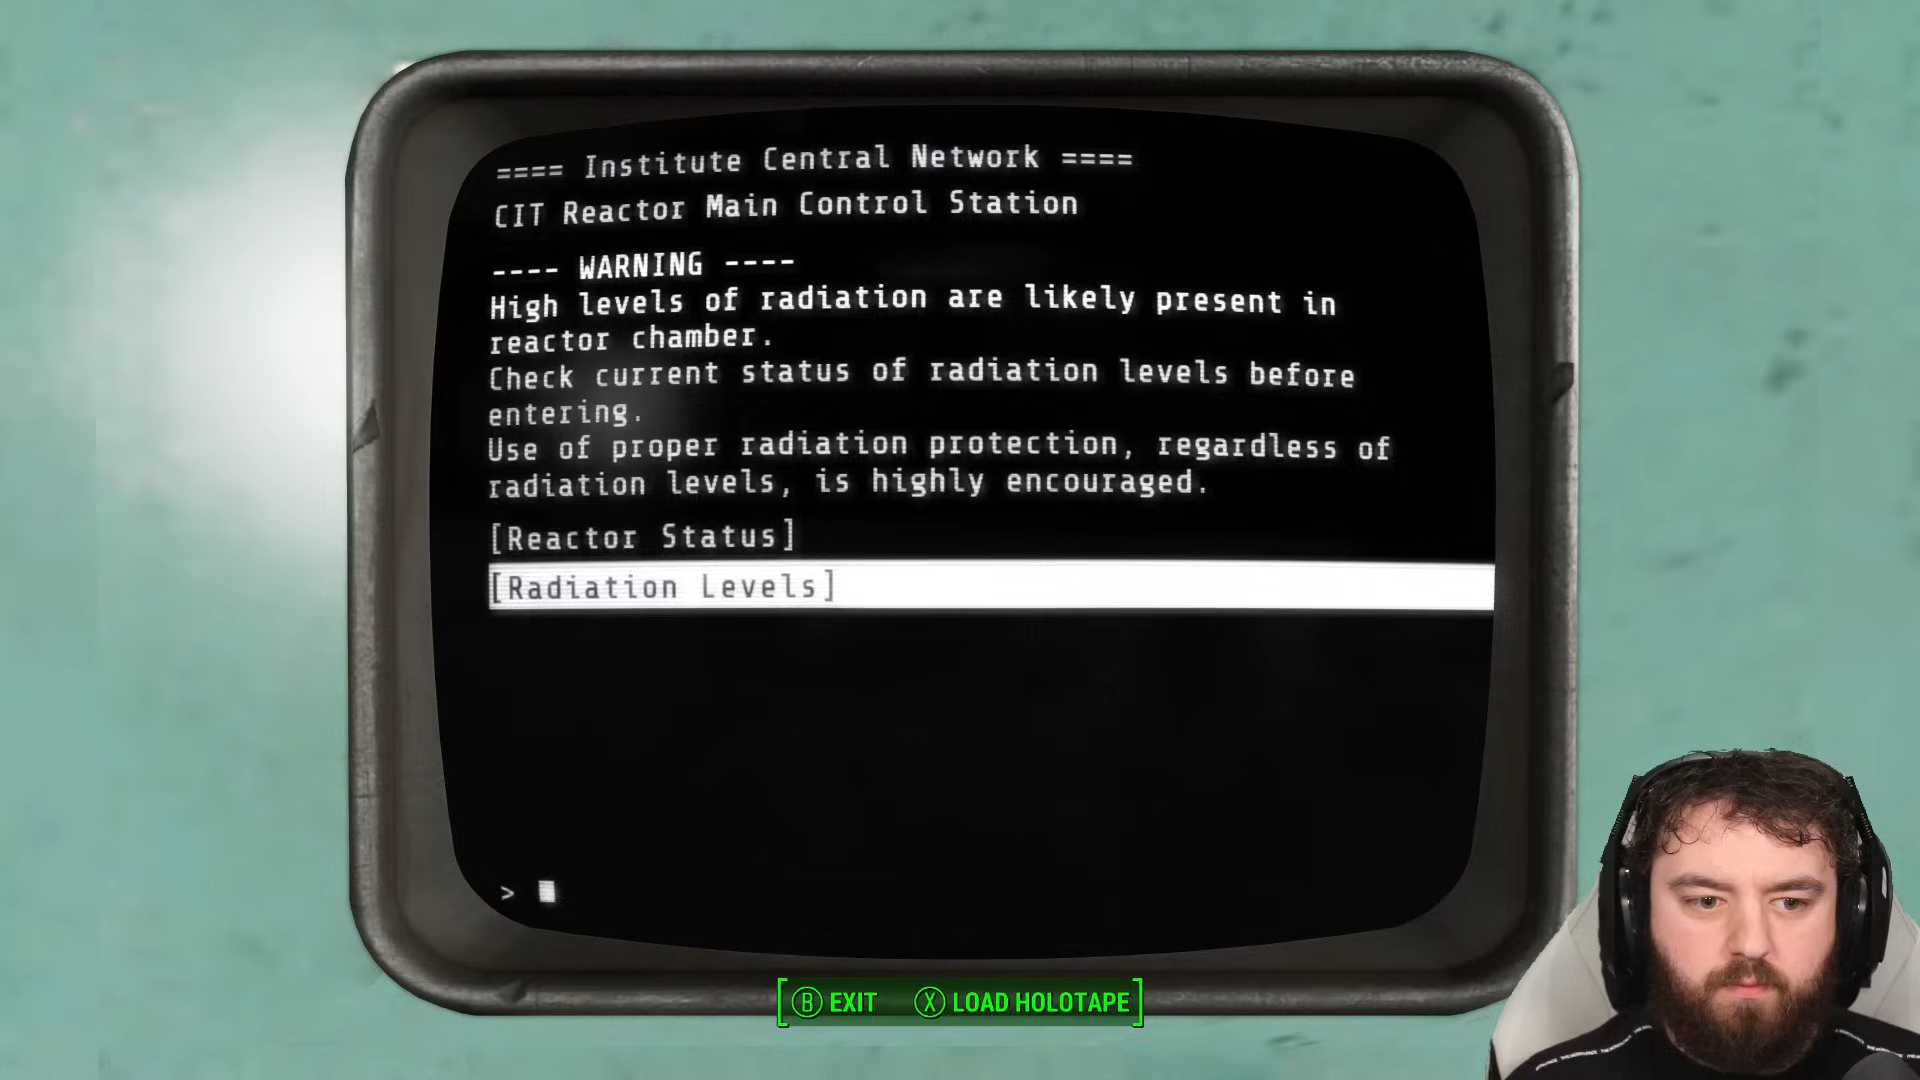 ==== Institute Central Network ====
CIT Reactor Main Control Station
---- WARNING ----
High levels of radiation are likely present in
reactor chamber.
Check current status of radiation levels before
entering.
Use of proper radiation protection, regardless of
radiation levels, is highly encouraged.
[Reactor Status]
[Radiation Levels]
>
B EXIT X LOAD HOLOTAPE